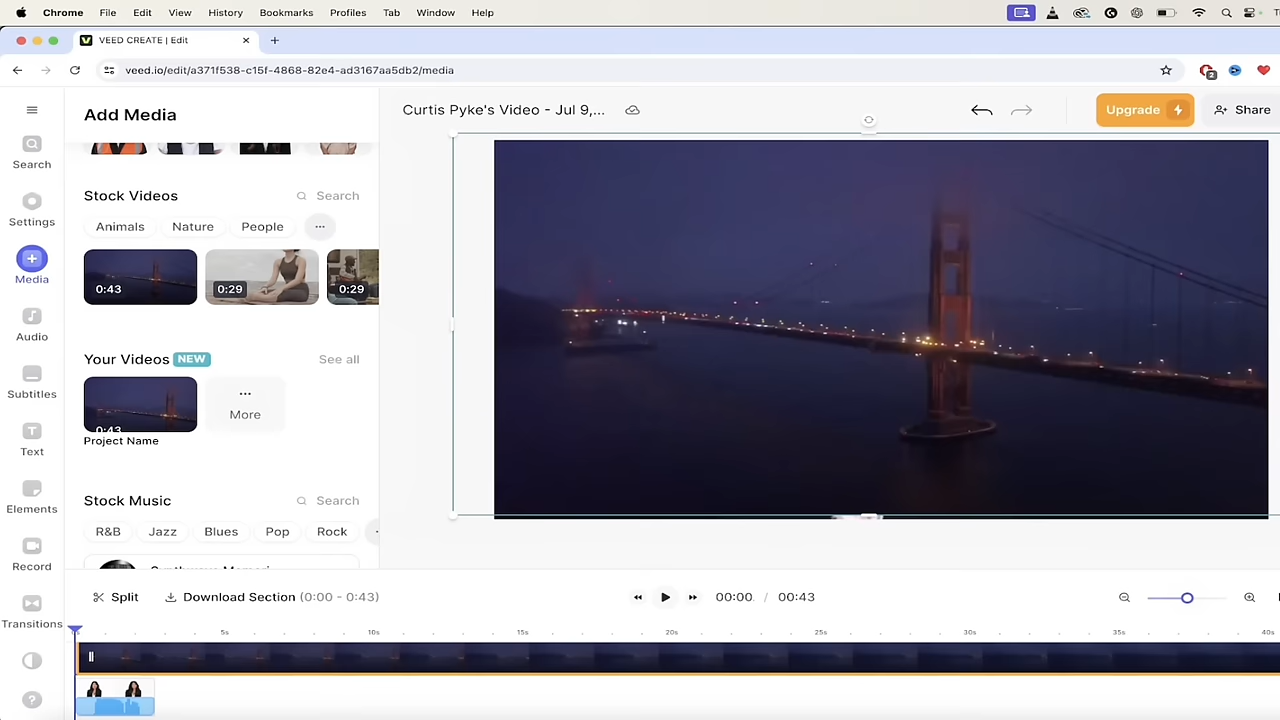 Chrome File Edit View History Bookmarks Profiles Tab Window Help
VEED CREATE | Edit
veed.io/edit/a371f538-c15f-4868-82e4-ad3167aa5db2/media
2
Add Media
Curtis Pyke's Video - Jul 9,...
Upgrade
Share
Search
Settings
Media
Audio
Subtitles
Text
Elements
Record
Transitions
Stock Videos
Search
Animals Nature People ...
0:43 0:29 0:29
Your Videos NEW See all
0:43
... More
Project Name
Stock Music
Search
R&B Jazz Blues Pop Rock
Split Download Section (0:00 - 0:43)
00:00 / 00:43
5s 10s 15s 20s 25s 30s 35s 40s
?